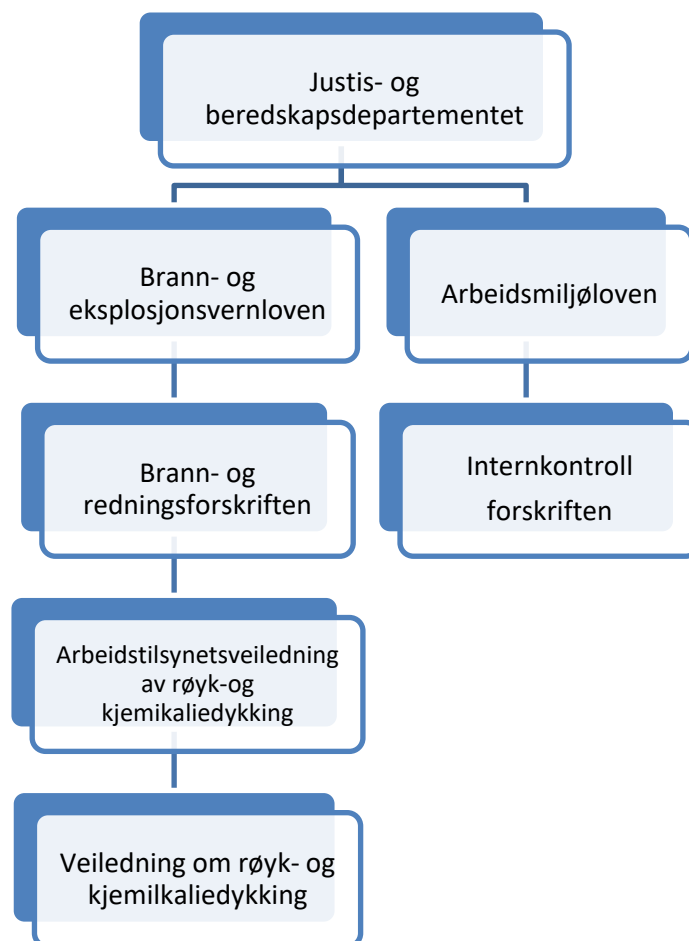 Justis- og
beredskapsdepartementet
Brann- og
eksplosjonsvernloven
Arbeidsmiljøloven
Brann- og
redningsforskriften
Internkontroll
forskriften
Arbeidstilsynetsveiledning
av røyk-og
kjemikaliedykking
Veiledning om røyk- og
kjemilkaliedykking